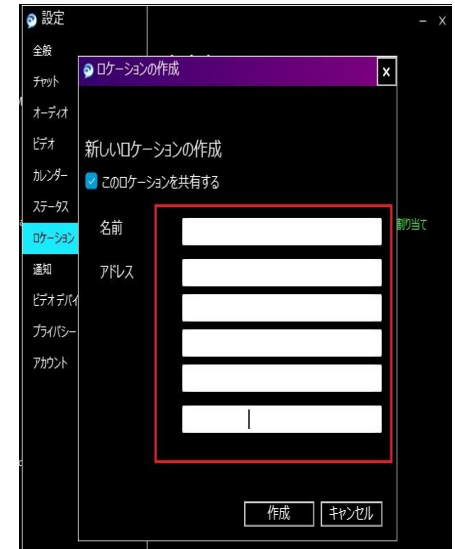 設定
全般
チャット
オーディオ
ビデオ
カレンダー
ステータス
ロケーション
通知
ビデオ デバイ
プライバシー
アカウント
ロケーションの作成
新しいロケーションの作成
このロケーションを共有する
名前
アドレス
割り当て
作成
キャンセル